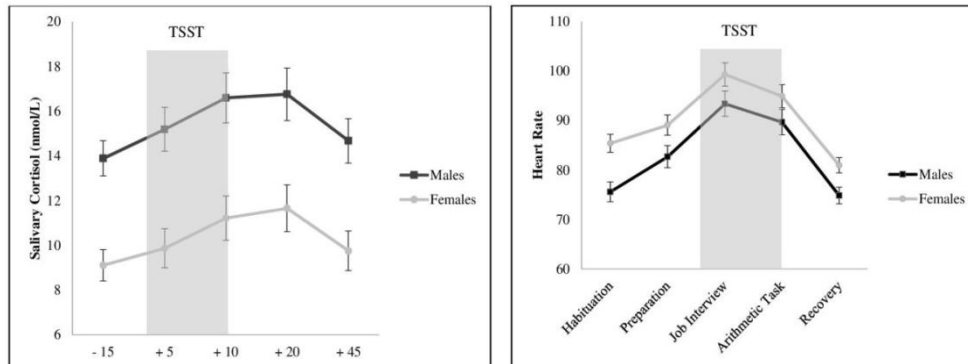 20
18
16
14
12
10
8
6
Salivary Cortisol (nmol/L)
TSST
Males
Females
- 15
+ 5
+ 10
+ 20
+ 45
110
100
90
80
70
60
Heart Rate
TSST
Males
Females
Habituation
Preparation
Job Interview
Arithmetic Task
Recovery